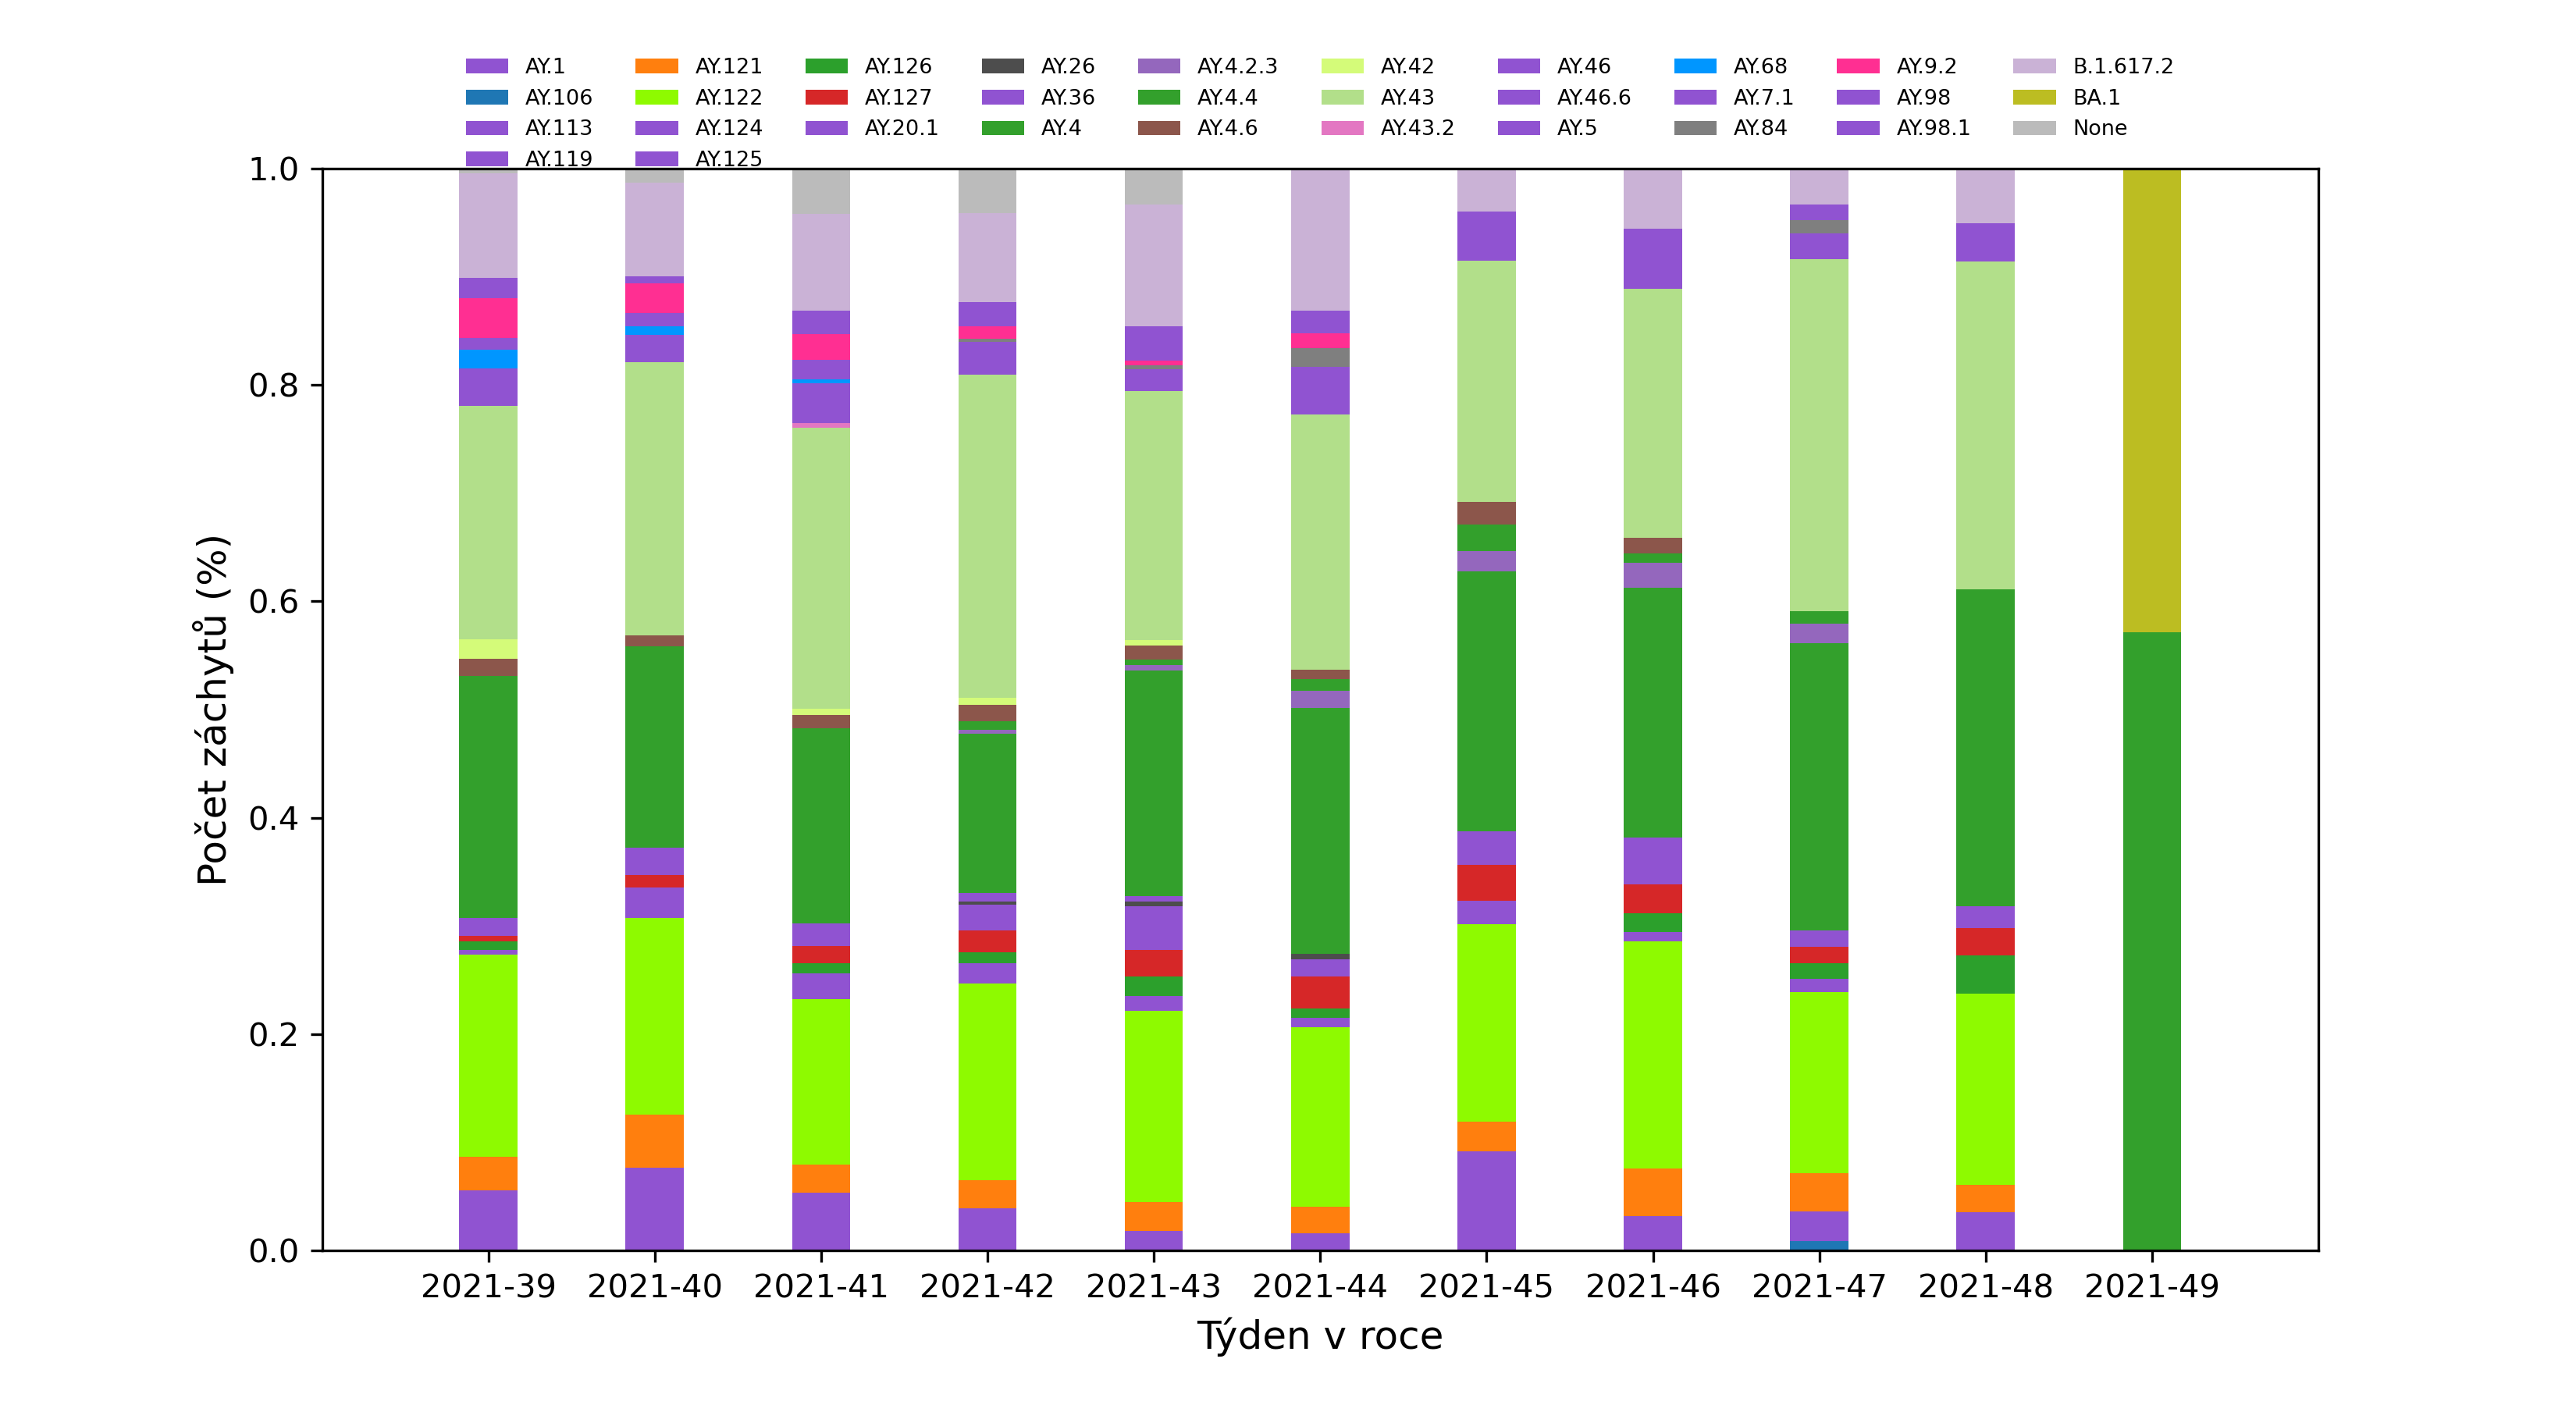 AY.1 AY.121 AY.126 AY.26 AY.4.2.3 AY.42 AY.46 AY.68 AY.9.2 B.1.617.2
AY.106 AY.122 AY.127 AY.36 AY.4.4 AY.43 AY.46.6 AY.7.1 AY.98 BA.1
AY.113 AY.124 AY.20.1 AY.4 AY.4.6 AY.43.2 AY.5 AY.84 AY.98.1 None
AY.119 AY.125
1.0
0.8
0.6
0.4
0.2
0.0
Počet záchytů (%)
2021-39 2021-40 2021-41 2021-42 2021-43 2021-44 2021-45 2021-46 2021-47 2021-48 2021-49
Týden v roce